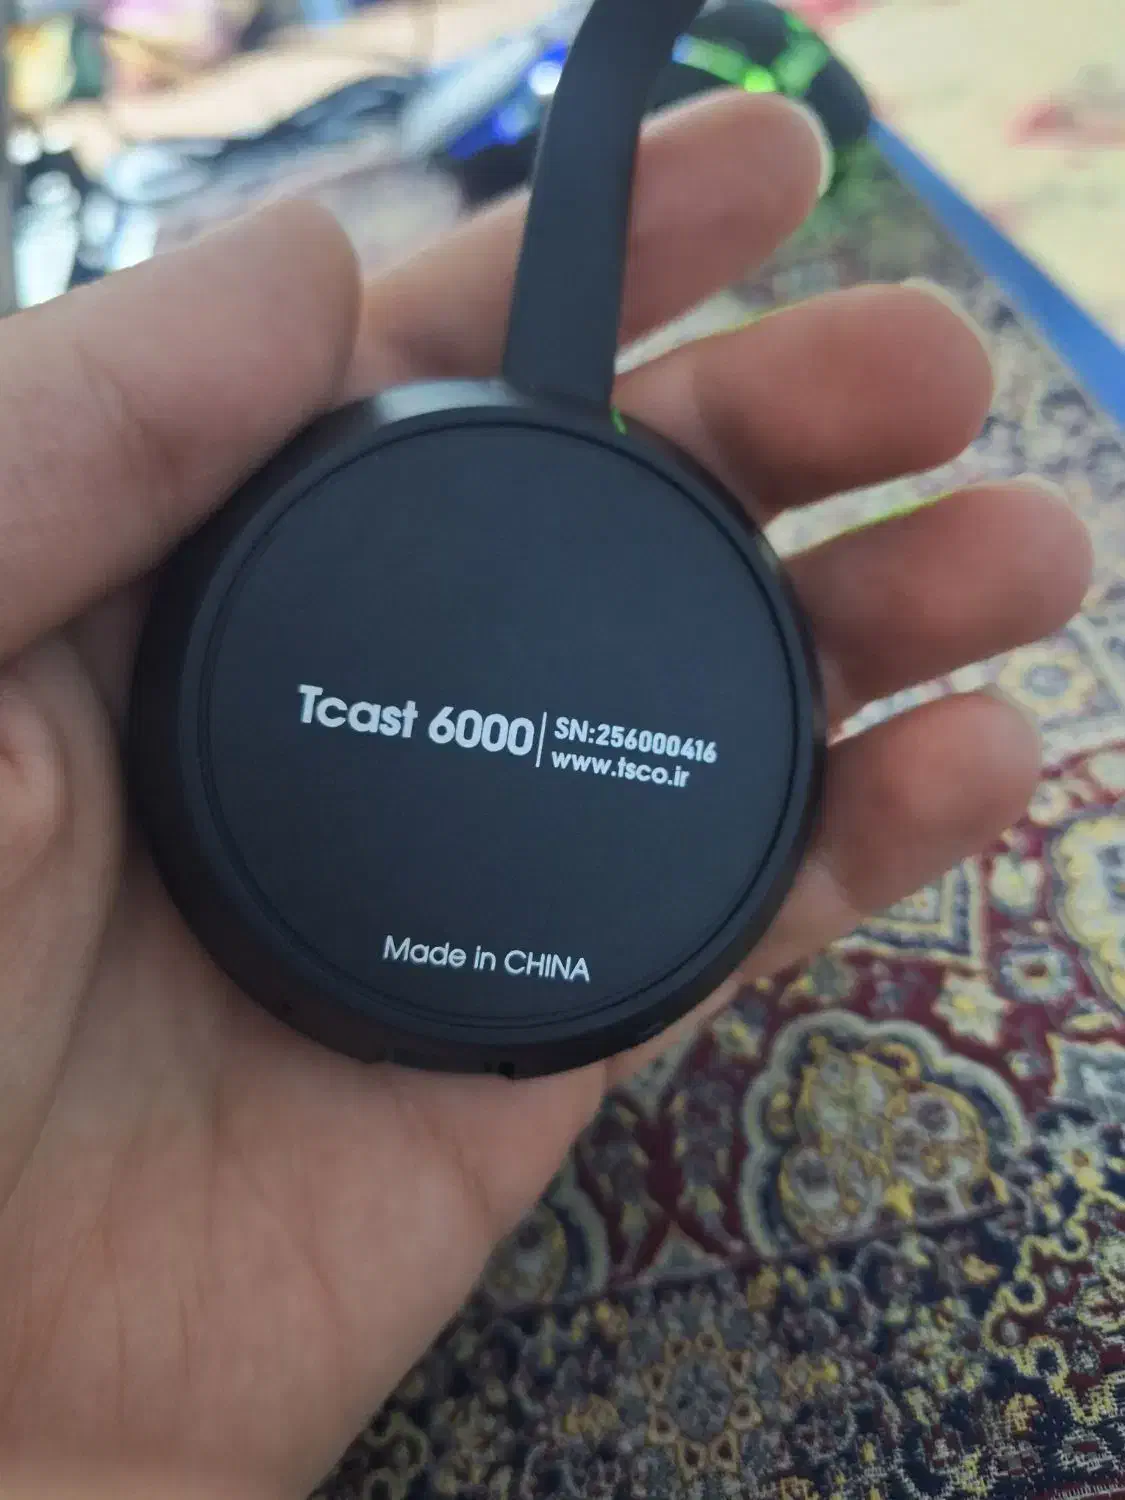 Tcast 6000
SN:256000416
www.tsco.ir
Made in CHINA